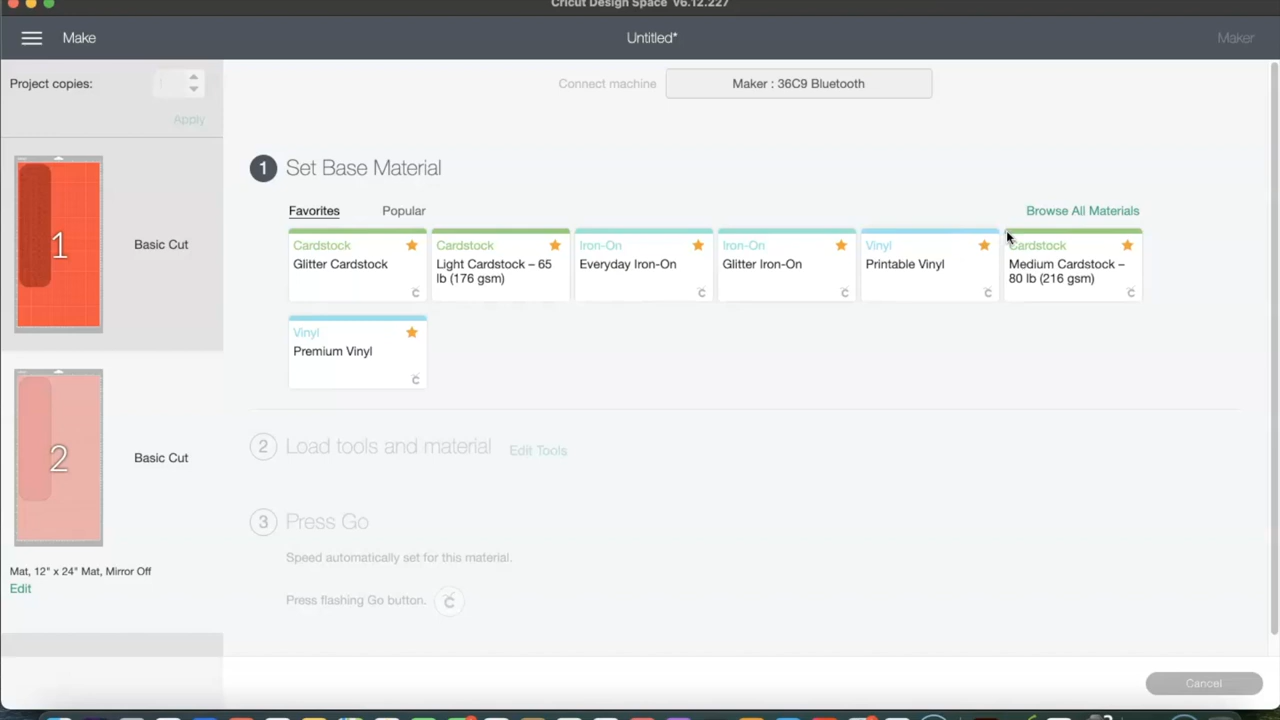 Cricut Design Space v6.12.227
Make
Untitled*
Maker
Project copies:
Apply
Connect machine
Maker : 36C9 Bluetooth
1 Set Base Material
Favorites
Popular
Browse All Materials
Cardstock
Glitter Cardstock
Cardstock
Light Cardstock – 65
lb (176 gsm)
Iron-On
Everyday Iron-On
Iron-On
Glitter Iron-On
Vinyl
Printable Vinyl
Cardstock
Medium Cardstock –
80 lb (216 gsm)
Vinyl
Premium Vinyl
1
Basic Cut
2
Basic Cut
Mat, 12" x 24" Mat, Mirror Off
Edit
2 Load tools and material
Edit Tools
3 Press Go
Speed automatically set for this material.
Press flashing Go button.
Cancel